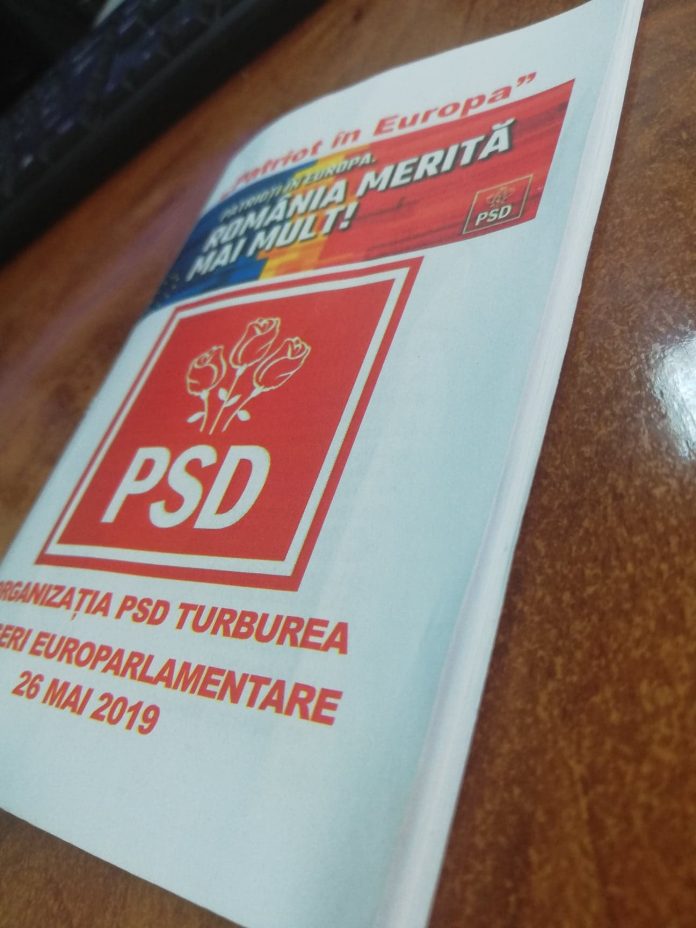 „Patriot în Europa”
PATRIOȚI ÎN EUROPA.
ROMÂNIA MERITĂ
MAI MULT!
PSD
PSD
ORGANIZAȚIA PSD TURBUREA
EUROPARLAMENTARE
26 MAI 2019